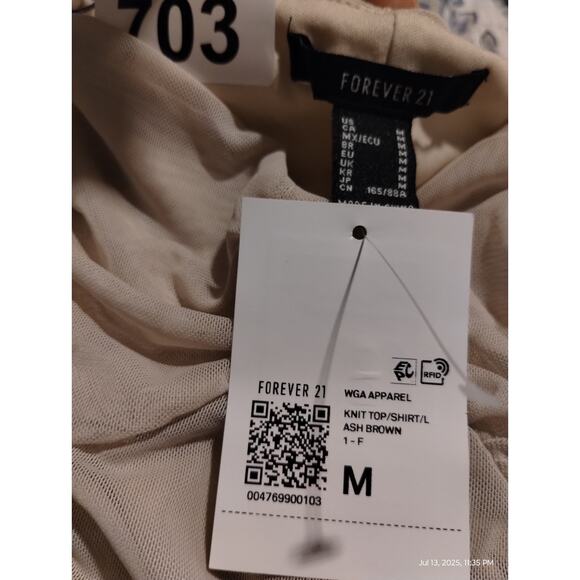 703
FOREVER 21
US M
CA M
MX/ECU M
BR M
EU M
UK M
KR M
JP M
CN 165/88A
RFID
FOREVER 21
WGA APPAREL
KNIT TOP/SHIRT/L
ASH BROWN
1 - F
M
004769900103
Jul 13, 2025, 11:35 PM